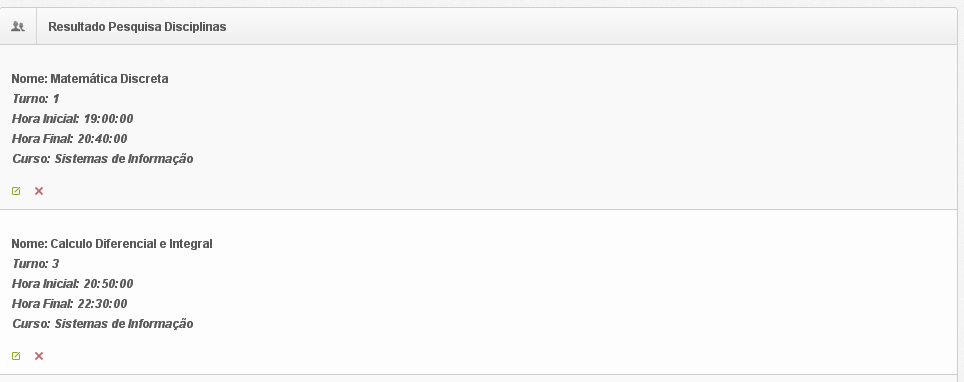 Resultado Pesquisa Disciplinas
Nome: Matemática Discreta
Turno: 1
Hora Inicial: 19:00:00
Hora Final: 20:40:00
Curso: Sistemas de Informação
Nome: Calculo Diferencial e Integral
Turno: 3
Hora Inicial: 20:50:00
Hora Final: 22:30:00
Curso: Sistemas de Informação